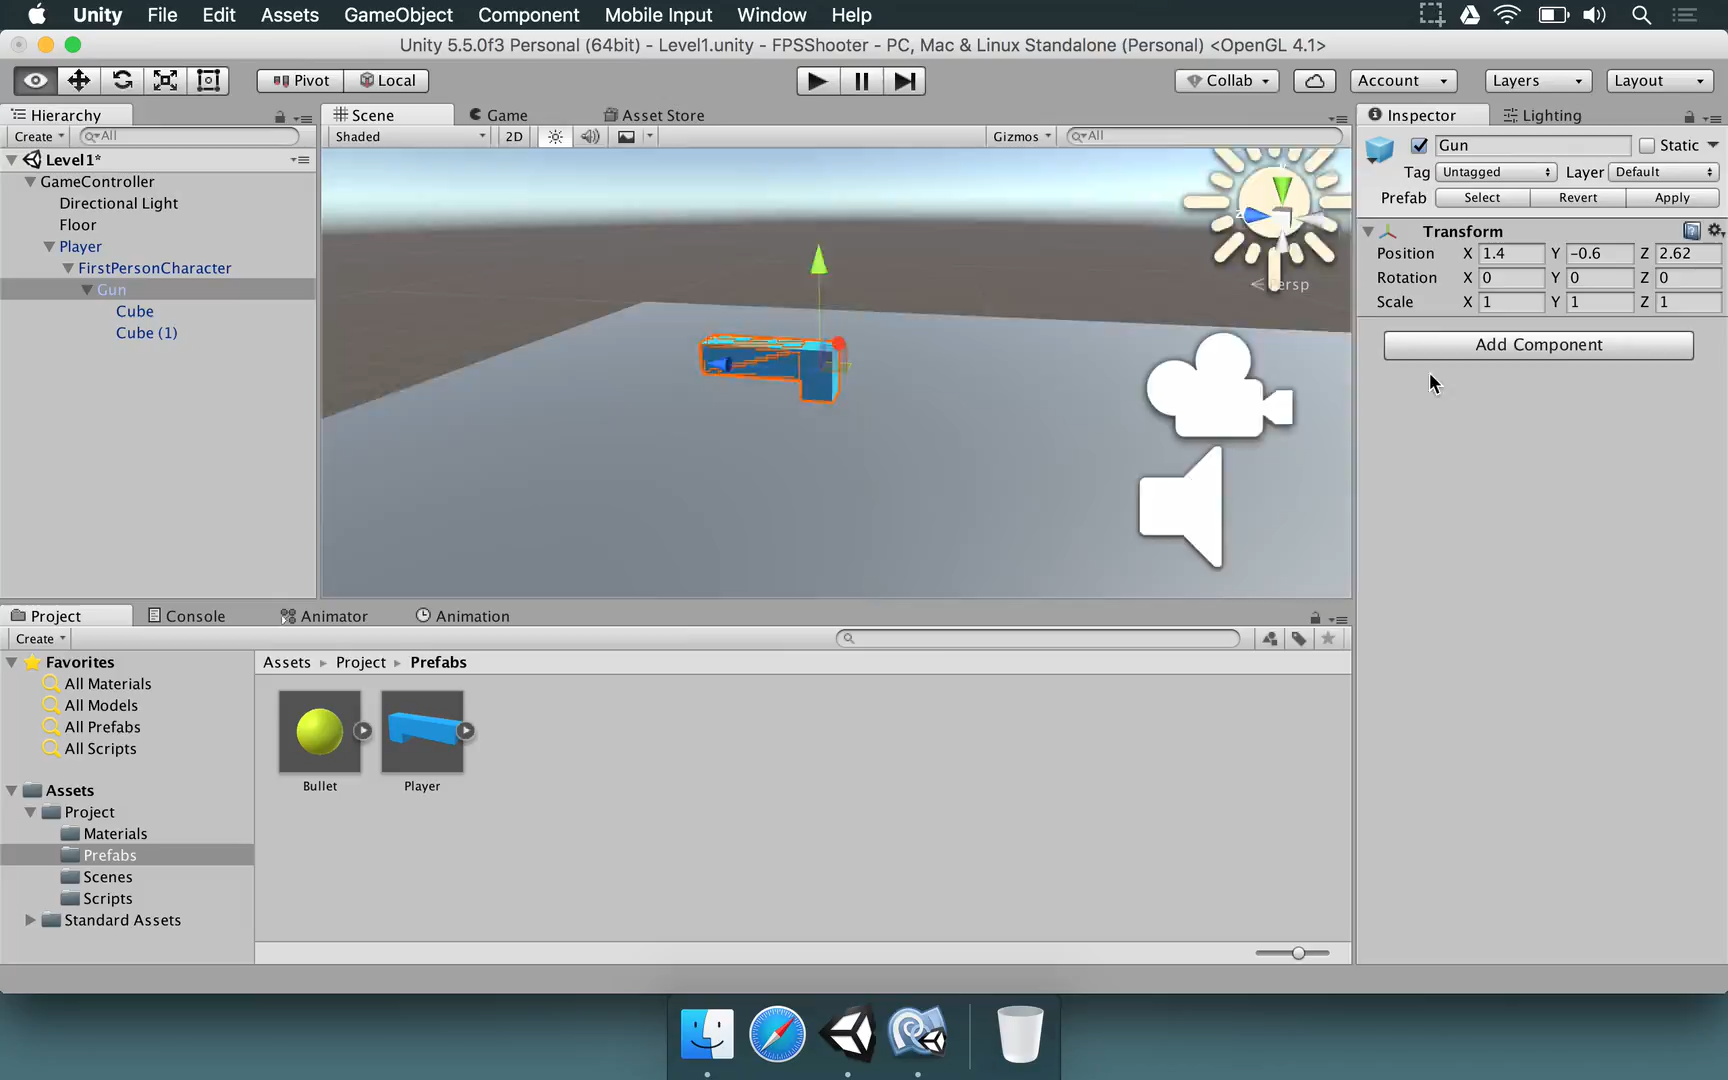 Unity File Edit Assets GameObject Component Mobile Input Window Help
Unity 5.5.0f3 Personal (64bit) - Level1.unity - FPSShooter - PC, Mac & Linux Standalone (Personal) <OpenGL 4.1>
Pivot Local Collab Account Layers Layout
Hierarchy Scene Game Asset Store Inspector Lighting
Create All Shaded 2D Gizmos All
Gun Static
Level1*
Tag Untagged Layer Default
GameController
Prefab Select Revert Apply
Directional Light
Floor
Transform
Player
Position X 1.4 Y -0.6 Z 2.62
FirstPersonCharacter
Rotation X 0 Y 0 Z 0
Gun
Persp
Scale X 1 Y 1 Z 1
Cube
Cube (1)
Add Component
Project Console Animator Animation
Create
Favorites
Assets Project Prefabs
All Materials
All Models
All Prefabs
All Scripts
Bullet Player
Assets
Project
Materials
Prefabs
Scenes
Scripts
Standard Assets